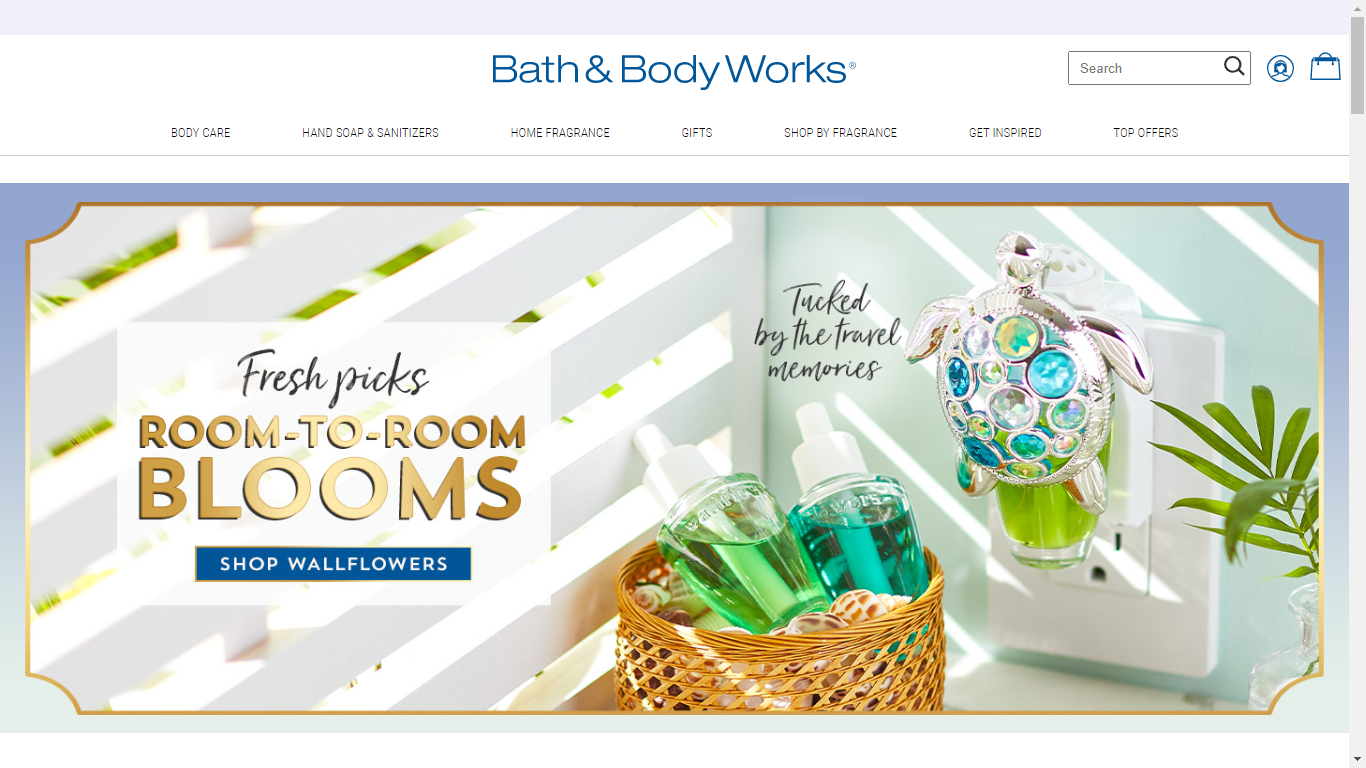 Bath & Body Works®
Search
BODY CARE
HAND SOAP & SANITIZERS
HOME FRAGRANCE
GIFTS
SHOP BY FRAGRANCE
GET INSPIRED
TOP OFFERS
Fresh picks
ROOM-TO-ROOM
BLOOMS
SHOP WALLFLOWERS
Tucked
by the travel
memories